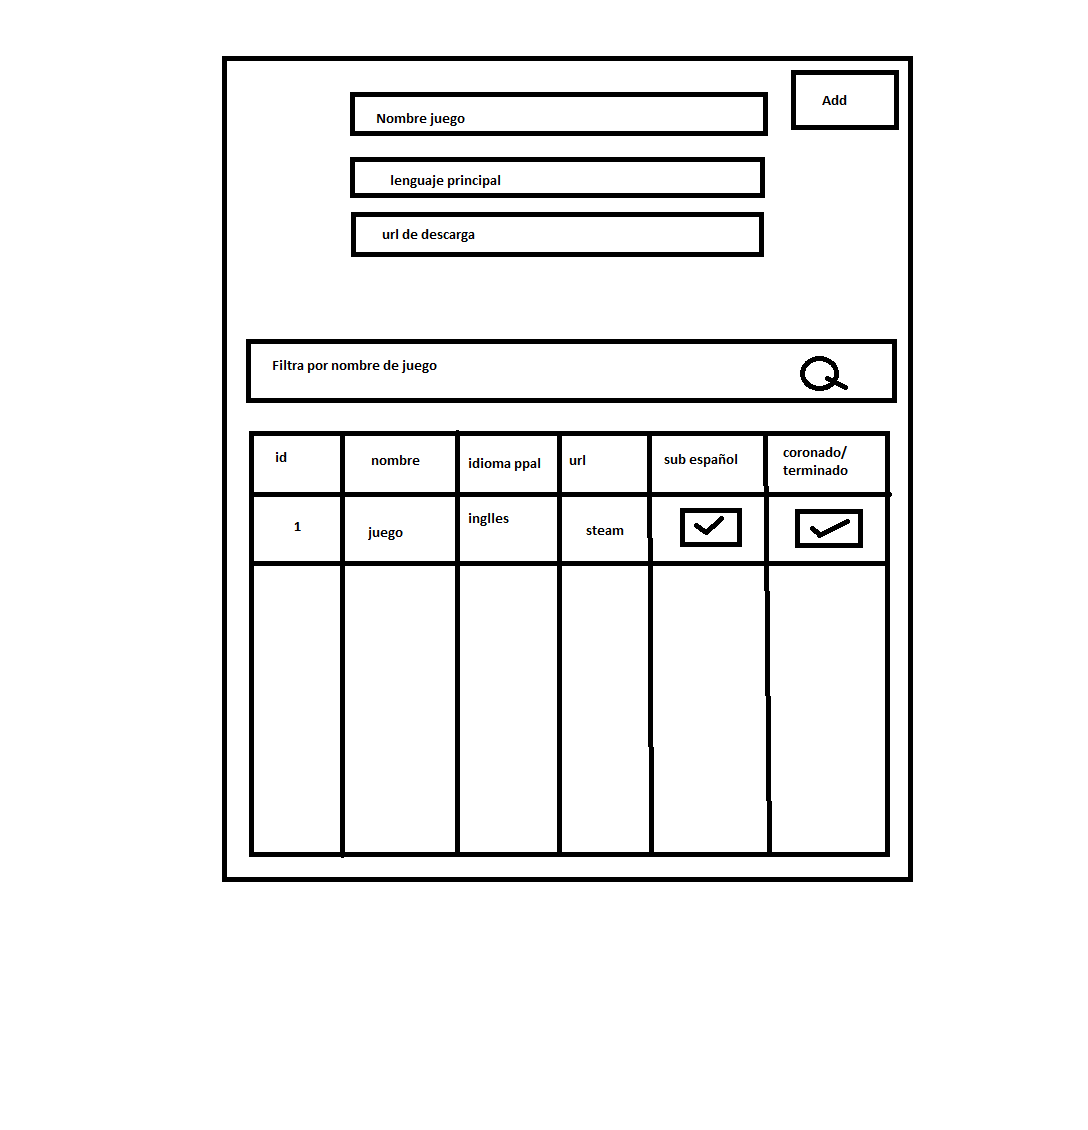 Add
Nombre juego
lenguaje principal
url de descarga
Filtra por nombre de juego
id
nombre
idioma ppal
url
sub español
coronado/
terminado
1
juego
inglles
steam